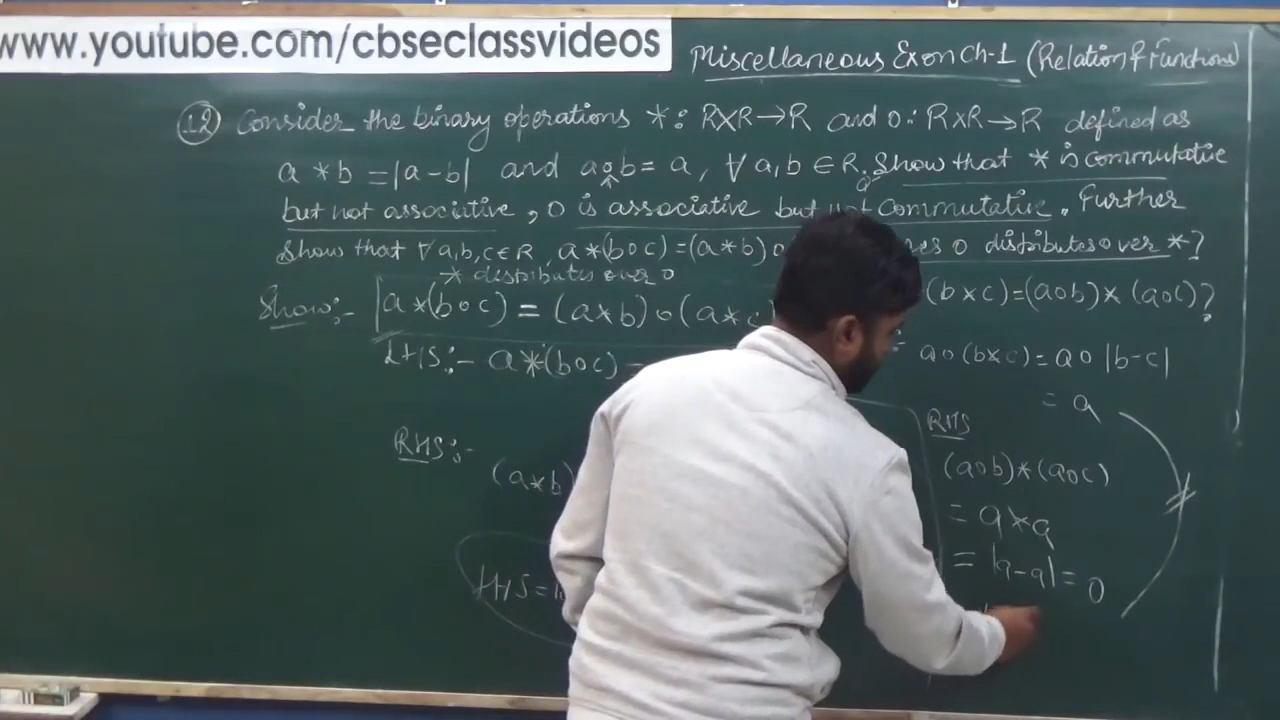 www.youtube.com/cbseclassvideos
Miscellaneous Ex on Ch-1 (Relation & Functions)
(12) Consider the binary operations *: R×R→R and o: R×R→R defined as
a * b = |a-b| and aob = a, ∀ a,b ∈ R. Show that * is commutative
but not associative, o is associative but not commutative. Further
show that ∀ a,b,c ∈ R, a*(boc) = (a*b) o distributes over *?
* distributes over o
Show:- a*(boc) = (a*b)o(a*c
(b*c)=(aob)*(aoc)?
LHS:- a*(boc) =
= ao(b*c) = ao|b-c|
= a
RHS:-
(a*b)
LHS =
RHS
(aob)*(aoc)
= a*a
= |a-a| = 0